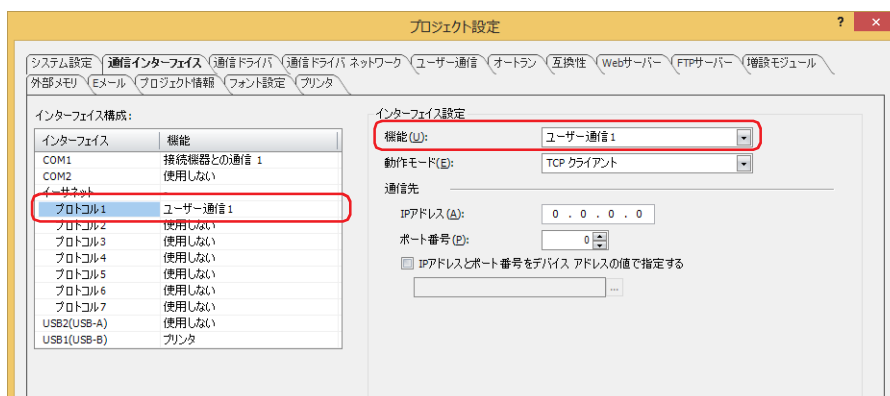 プロジェクト設定
? ×
システム設定 通信インターフェイス 通信ドライバ 通信ドライバ ネットワーク ユーザー通信 オートラン 互換性 Webサーバー FTPサーバー 増設モジュール
外部メモリ Eメール プロジェクト情報 フォント設定 プリンタ
インターフェイス構成:
インターフェイス 機能
COM1 接続機器との通信 1
COM2 使用しない
イーサネット -
プロトコル1 ユーザー通信1
プロトコル2 使用しない
プロトコル3 使用しない
プロトコル4 使用しない
プロトコル5 使用しない
プロトコル6 使用しない
プロトコル7 使用しない
USB2(USB-A) 使用しない
USB1(USB-B) プリンタ
インターフェイス設定
機能(U): ユーザー通信1
動作モード(E): TCP クライアント
通信先
IPアドレス(A): 0 . 0 . 0 . 0
ポート番号(P): 0
IPアドレスとポート番号をデバイス アドレスの値で指定する
...